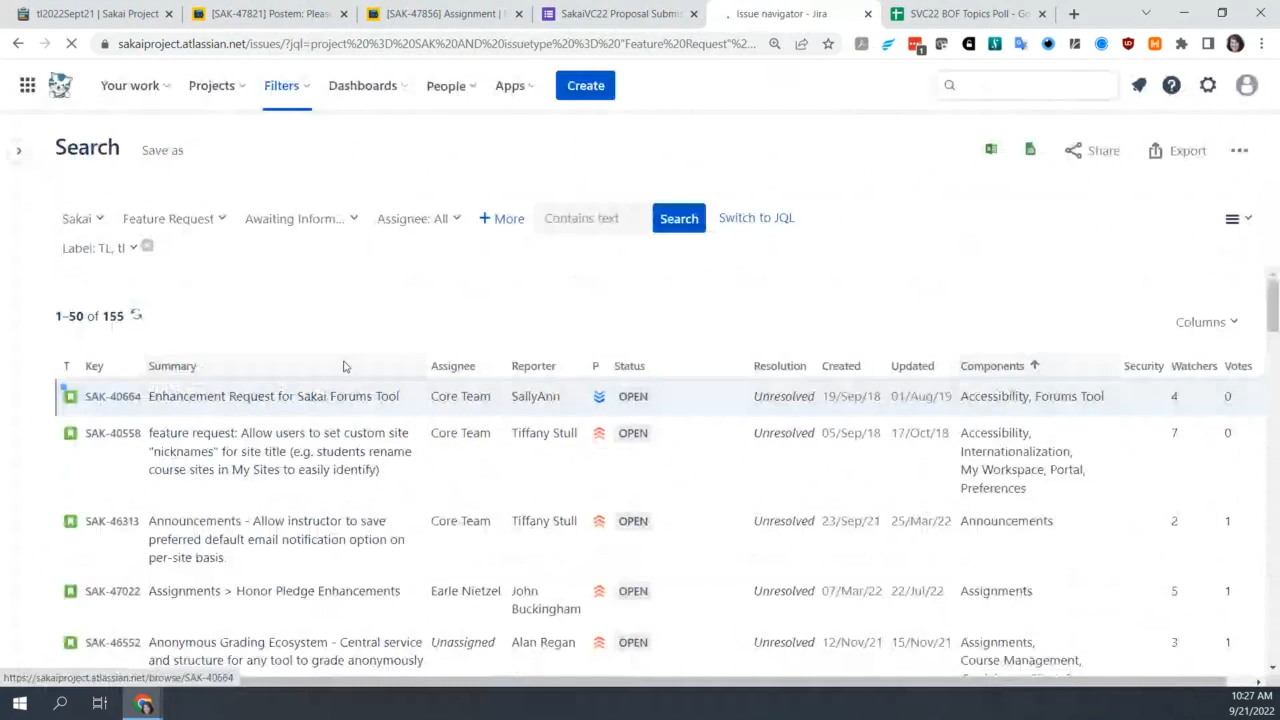 tl2022Sept21 | Sakai Project
[SAK-47821] Postem: Pleas
[SAK-47856] Assignment |
SakaiVC22 Proposal Submis
Issue navigator - Jira
SVC22 BOF Topics Poll - Go
sakaiproject.atlassian.net/issues/?jql=project%20%3D%20SAK%20AND%20issuetype%20%3D%20"Feature%20Request"%2...
1
Your work
Projects
Filters
Dashboards
People
Apps
Create
Search
Save as
Share
Export
Sakai
Feature Request
Awaiting Inform...
Assignee: All
+ More
Contains text
Search
Switch to JQL
Label: TL, tl
1–50 of 155
Columns
T Key Summary Assignee Reporter P Status Resolution Created Updated Components Security Watchers Votes
SAK-40664 Enhancement Request for Sakai Forums Tool Core Team SallyAnn OPEN Unresolved 19/Sep/18 01/Aug/19 Accessibility, Forums Tool 4 0
SAK-40558 feature request: Allow users to set custom site Core Team Tiffany Stull OPEN Unresolved 05/Sep/18 17/Oct/18 Accessibility, 7 0
"nicknames" for site title (e.g. students rename Internationalization,
course sites in My Sites to easily identify) My Workspace, Portal,
Preferences
SAK-46313 Announcements - Allow instructor to save Core Team Tiffany Stull OPEN Unresolved 23/Sep/21 25/Mar/22 Announcements 2 1
preferred default email notification option on
per-site basis.
SAK-47022 Assignments > Honor Pledge Enhancements Earle Nietzel John OPEN Unresolved 07/Mar/22 22/Jul/22 Assignments 5 1
Buckingham
SAK-46552 Anonymous Grading Ecosystem - Central service Unassigned Alan Regan OPEN Unresolved 12/Nov/21 15/Nov/21 Assignments, 3 1
and structure for any tool to grade anonymously Course Management,
https://sakaiproject.atlassian.net/browse/SAK-40664
10:27 AM
9/21/2022